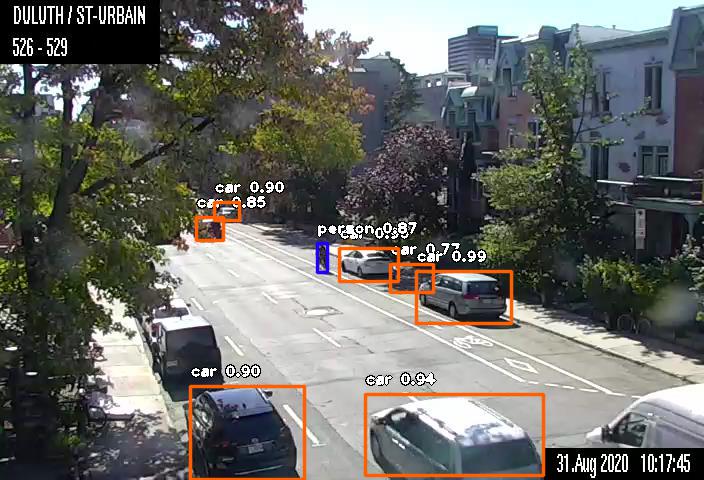 DULUTH / ST-URBAIN
526 - 529
car 0.90
car 0.85
person 0.87
car 0.77
car 0.99
car 0.90
car 0.94
31.Aug 2020 10:17:45